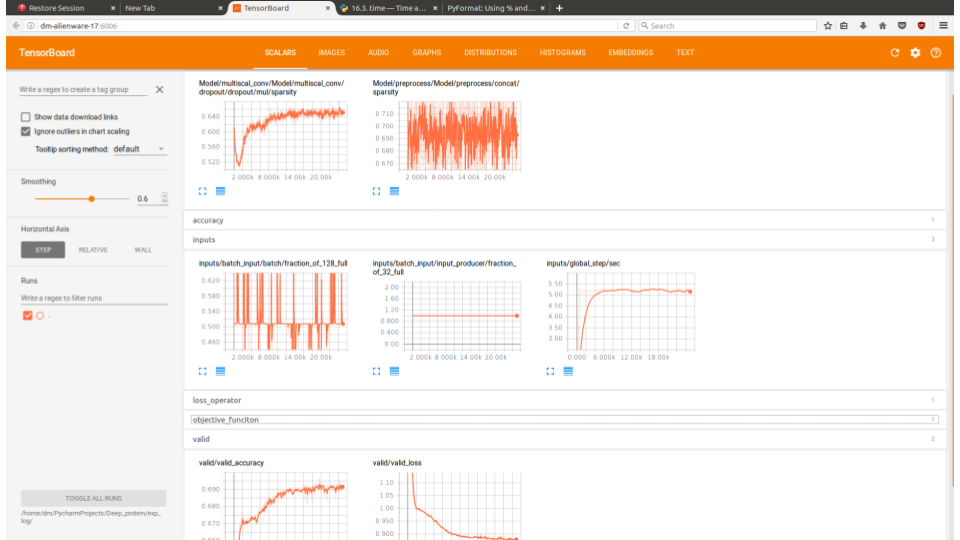 Restore Session × New Tab × TensorBoard × 16.3. time — Time a... × PyFormat: Using % and... × +
dm-alienware-17:6006 Search
TensorBoard SCALARS IMAGES AUDIO GRAPHS DISTRIBUTIONS HISTOGRAMS EMBEDDINGS TEXT
Write a regex to create a tag group
Show data download links
Ignore outliers in chart scaling
Tooltip sorting method: default
Smoothing
0.6
Horizontal Axis
STEP RELATIVE WALL
Runs
Write a regex to filter runs
.
TOGGLE ALL RUNS
/home/dm/PycharmProjects/Deep_protein/exp_
log/
Model/multiscal_conv/Model/multiscal_conv/
dropout/dropout/mul/sparsity
0.640
0.600
0.560
0.520
2.000k 8.000k 14.00k 20.00k
Model/preprocess/Model/preprocess/concat/
sparsity
0.710
0.700
0.690
0.680
0.670
2.000k 8.000k 14.00k 20.00k
accuracy 1
inputs 3
inputs/batch_input/batch/fraction_of_128_full
0.620
0.580
0.540
0.500
0.460
2.000k 8.000k 14.00k 20.00k
inputs/batch_input/input_producer/fraction_
of_32_full
2.00
1.60
1.20
0.800
0.400
0.00
2.000k 8.000k 14.00k 20.00k
inputs/global_step/sec
5.50
5.00
4.50
4.00
3.50
3.00
0.000 6.000k 12.00k 18.00k
loss_operator 1
objective_funciton 1
valid 2
valid/valid_accuracy
0.690
0.680
0.670
valid/valid_loss
1.10
1.05
1.00
0.950
0.900